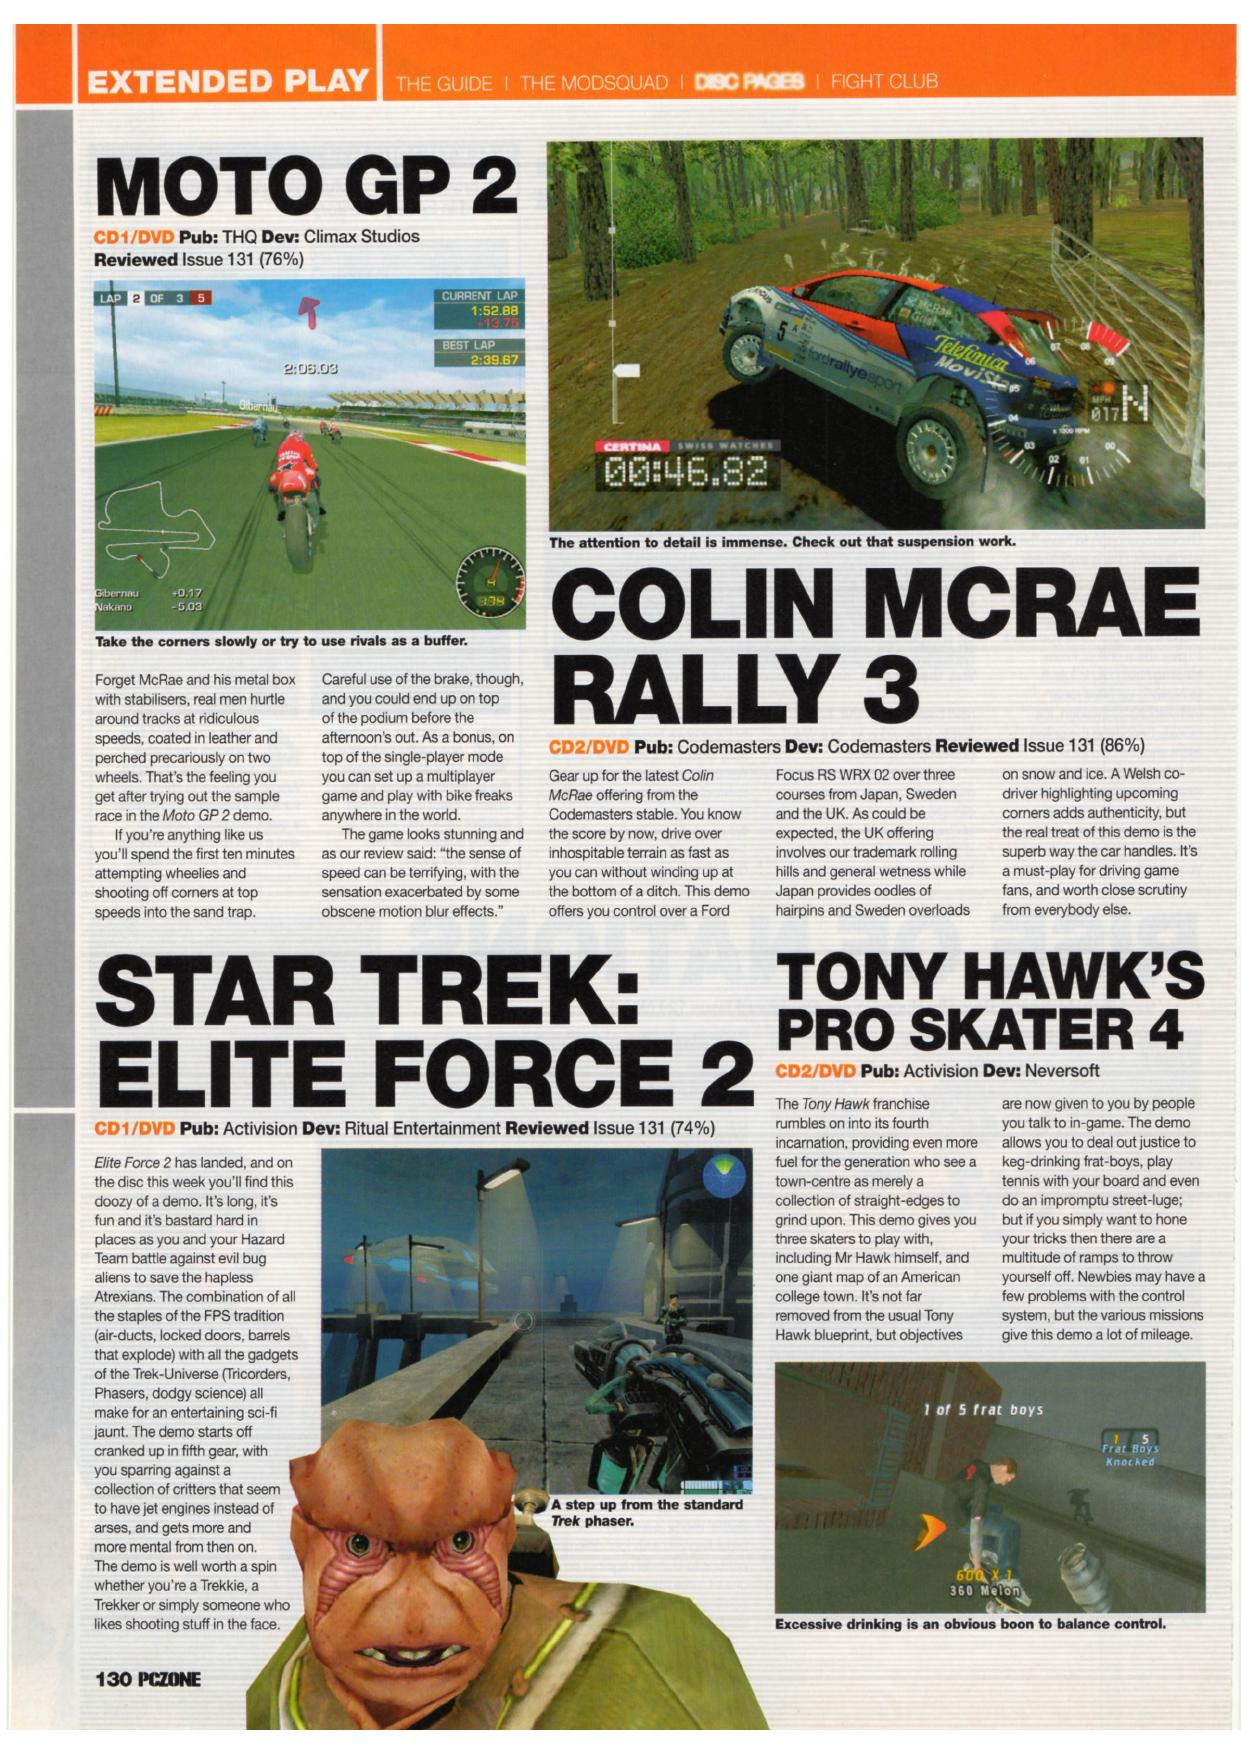 EXTENDED PLAY
THE GUIDE | THE MODSQUAD | DISC PAGES | FIGHT CLUB
MOTO GP 2
CD1/DVD Pub: THQ Dev: Climax Studios
Reviewed Issue 131 (76%)
LAP 2 OF 3 5
CURRENT LAP
1:52.88
+13.75
BEST LAP
2:39.67
2:06.03
Gibernau
Gibernau +0.17
Nakano -5.03
Take the corners slowly or try to use rivals as a buffer.
Forget McRae and his metal box
with stabilisers, real men hurtle
around tracks at ridiculous
speeds, coated in leather and
perched precariously on two
wheels. That's the feeling you
get after trying out the sample
race in the Moto GP 2 demo.
If you're anything like us
you'll spend the first ten minutes
attempting wheelies and
shooting off corners at top
speeds into the sand trap.
Careful use of the brake, though,
and you could end up on top
of the podium before the
afternoon's out. As a bonus, on
top of the single-player mode
you can set up a multiplayer
game and play with bike freaks
anywhere in the world.
The game looks stunning and
as our review said: "the sense of
speed can be terrifying, with the
sensation exacerbated by some
obscene motion blur effects."
5
fordrallyesport
Telefónica
MoviSta
McRae
CERTINA SWISS WATCHES
00:46.82
MPH
017 N
x 1000 RPM
01 02 03 04 05 06 07 08 09
The attention to detail is immense. Check out that suspension work.
COLIN MCRAE
RALLY 3
CD2/DVD Pub: Codemasters Dev: Codemasters Reviewed Issue 131 (86%)
Gear up for the latest Colin
McRae offering from the
Codemasters stable. You know
the score by now, drive over
inhospitable terrain as fast as
you can without winding up at
the bottom of a ditch. This demo
offers you control over a Ford
Focus RS WRX 02 over three
courses from Japan, Sweden
and the UK. As could be
expected, the UK offering
involves our trademark rolling
hills and general wetness while
Japan provides oodles of
hairpins and Sweden overloads
on snow and ice. A Welsh co-
driver highlighting upcoming
corners adds authenticity, but
the real treat of this demo is the
superb way the car handles. It's
a must-play for driving game
fans, and worth close scrutiny
from everybody else.
STAR TREK:
ELITE FORCE 2
CD1/DVD Pub: Activision Dev: Ritual Entertainment Reviewed Issue 131 (74%)
Elite Force 2 has landed, and on
the disc this week you'll find this
doozy of a demo. It's long, it's
fun and it's bastard hard in
places as you and your Hazard
Team battle against evil bug
aliens to save the hapless
Atrexians. The combination of all
the staples of the FPS tradition
(air-ducts, locked doors, barrels
that explode) with all the gadgets
of the Trek-Universe (Tricorders,
Phasers, dodgy science) all
make for an entertaining sci-fi
jaunt. The demo starts off
cranked up in fifth gear, with
you sparring against a
collection of critters that seem
to have jet engines instead of
arses, and gets more and
more mental from then on.
The demo is well worth a spin
whether you're a Trekkie, a
Trekker or simply someone who
likes shooting stuff in the face.
A step up from the standard
Trek phaser.
TONY HAWK'S
PRO SKATER 4
CD2/DVD Pub: Activision Dev: Neversoft
The Tony Hawk franchise
rumbles on into its fourth
incarnation, providing even more
fuel for the generation who see a
town-centre as merely a
collection of straight-edges to
grind upon. This demo gives you
three skaters to play with,
including Mr Hawk himself, and
one giant map of an American
college town. It's not far
removed from the usual Tony
Hawk blueprint, but objectives
are now given to you by people
you talk to in-game. The demo
allows you to deal out justice to
keg-drinking frat-boys, play
tennis with your board and even
do an impromptu street-luge;
but if you simply want to hone
your tricks then there are a
multitude of ramps to throw
yourself off. Newbies may have a
few problems with the control
system, but the various missions
give this demo a lot of mileage.
1 of 5 frat boys
1 5
Frat Boys
Knocked
600 X 1
360 Melon
Excessive drinking is an obvious boon to balance control.
130 PCZONE